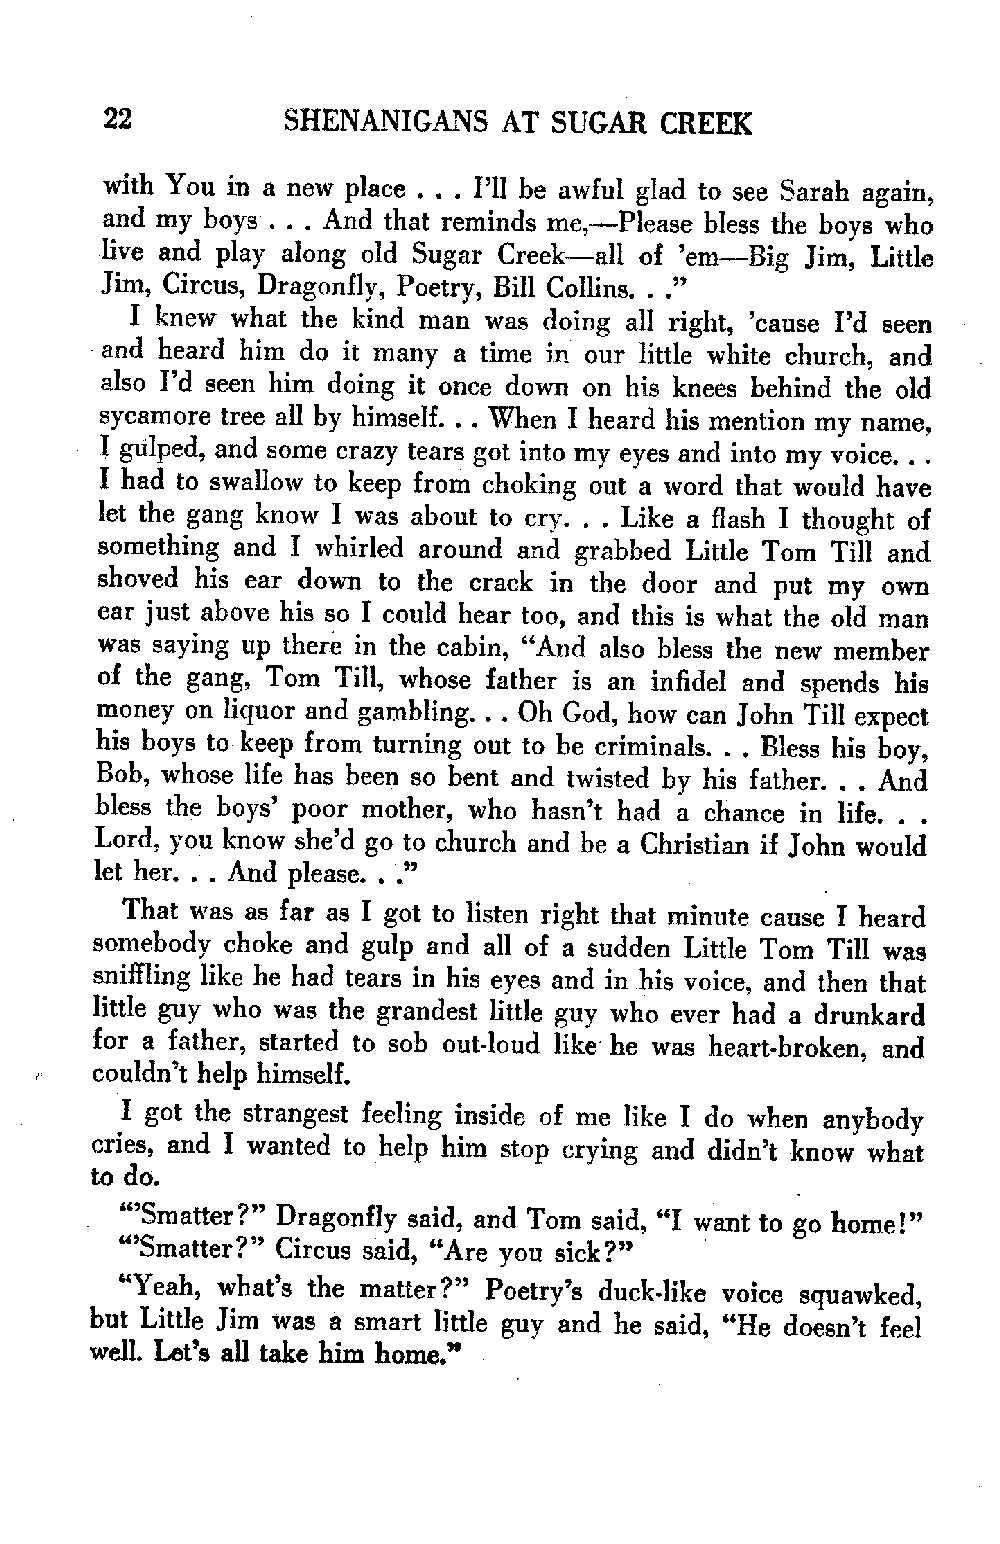 22 SHENANIGANS AT SUGAR CREEK
with You in a new place . . . I'll be awful glad to see Sarah again,
and my boys . . . And that reminds me,—Please bless the boys who
live and play along old Sugar Creek—all of 'em—Big Jim, Little
Jim, Circus, Dragonfly, Poetry, Bill Collins. . ."
I knew what the kind man was doing all right, 'cause I'd seen
and heard him do it many a time in our little white church, and
also I'd seen him doing it once down on his knees behind the old
sycamore tree all by himself. . . When I heard his mention my name,
I gulped, and some crazy tears got into my eyes and into my voice. . .
I had to swallow to keep from choking out a word that would have
let the gang know I was about to cry. . . Like a flash I thought of
something and I whirled around and grabbed Little Tom Till and
shoved his ear down to the crack in the door and put my own
ear just above his so I could hear too, and this is what the old man
was saying up there in the cabin, "And also bless the new member
of the gang, Tom Till, whose father is an infidel and spends his
money on liquor and gambling. . . Oh God, how can John Till expect
his boys to keep from turning out to be criminals. . . Bless his boy,
Bob, whose life has been so bent and twisted by his father. . . And
bless the boys' poor mother, who hasn't had a chance in life. . .
Lord, you know she'd go to church and be a Christian if John would
let her. . . And please. . ."
That was as far as I got to listen right that minute cause I heard
somebody choke and gulp and all of a sudden Little Tom Till was
sniffling like he had tears in his eyes and in his voice, and then that
little guy who was the grandest little guy who ever had a drunkard
for a father, started to sob out-loud like he was heart-broken, and
couldn't help himself.
I got the strangest feeling inside of me like I do when anybody
cries, and I wanted to help him stop crying and didn't know what
to do.
"'Smatter?" Dragonfly said, and Tom said, "I want to go home!"
"'Smatter?" Circus said, "Are you sick?"
"Yeah, what's the matter?" Poetry's duck-like voice squawked,
but Little Jim was a smart little guy and he said, "He doesn't feel
well. Let's all take him home."